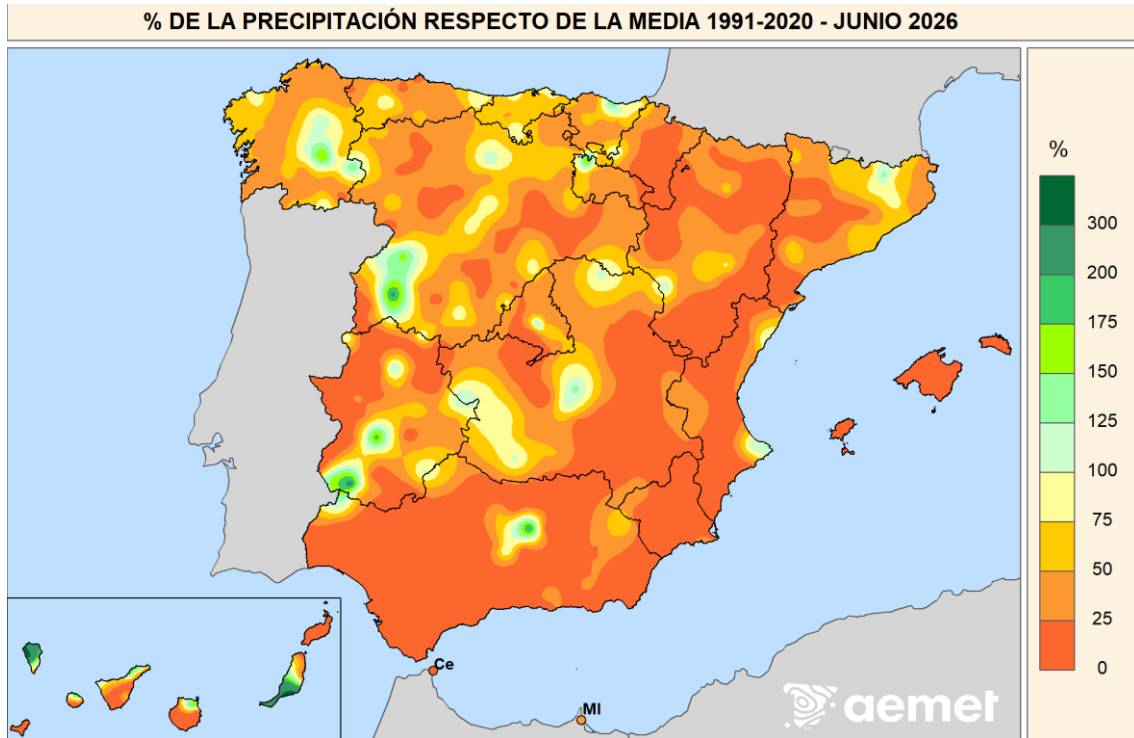 % DE LA PRECIPITACIÓN RESPECTO DE LA MEDIA 1991-2020 - JUNIO 2026
%
300
200
175
150
125
100
75
50
25
0
Ce
Ml
aemet